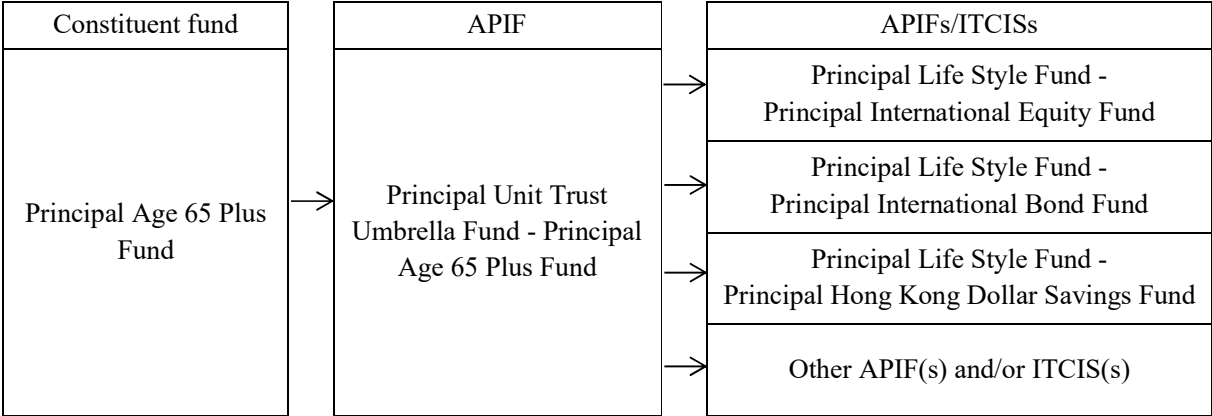 Constituent fund
Principal Age 65 Plus
Fund
APIF
Principal Unit Trust
Umbrella Fund - Principal
Age 65 Plus Fund
APIFs/ITCISs
Principal Life Style Fund -
Principal International Equity Fund
Principal Life Style Fund -
Principal International Bond Fund
Principal Life Style Fund -
Principal Hong Kong Dollar Savings Fund
Other APIF(s) and/or ITCIS(s)